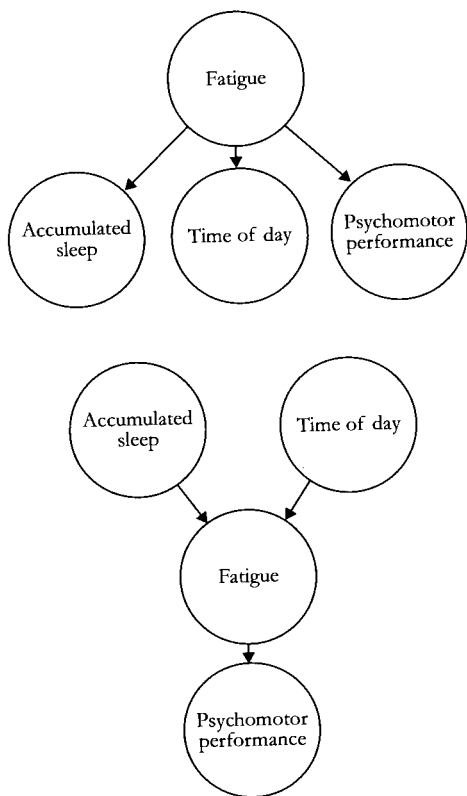 Fatigue
Accumulated
sleep
Time of day
Psychomotor
performance
Accumulated
sleep
Time of day
Fatigue
Psychomotor
performance